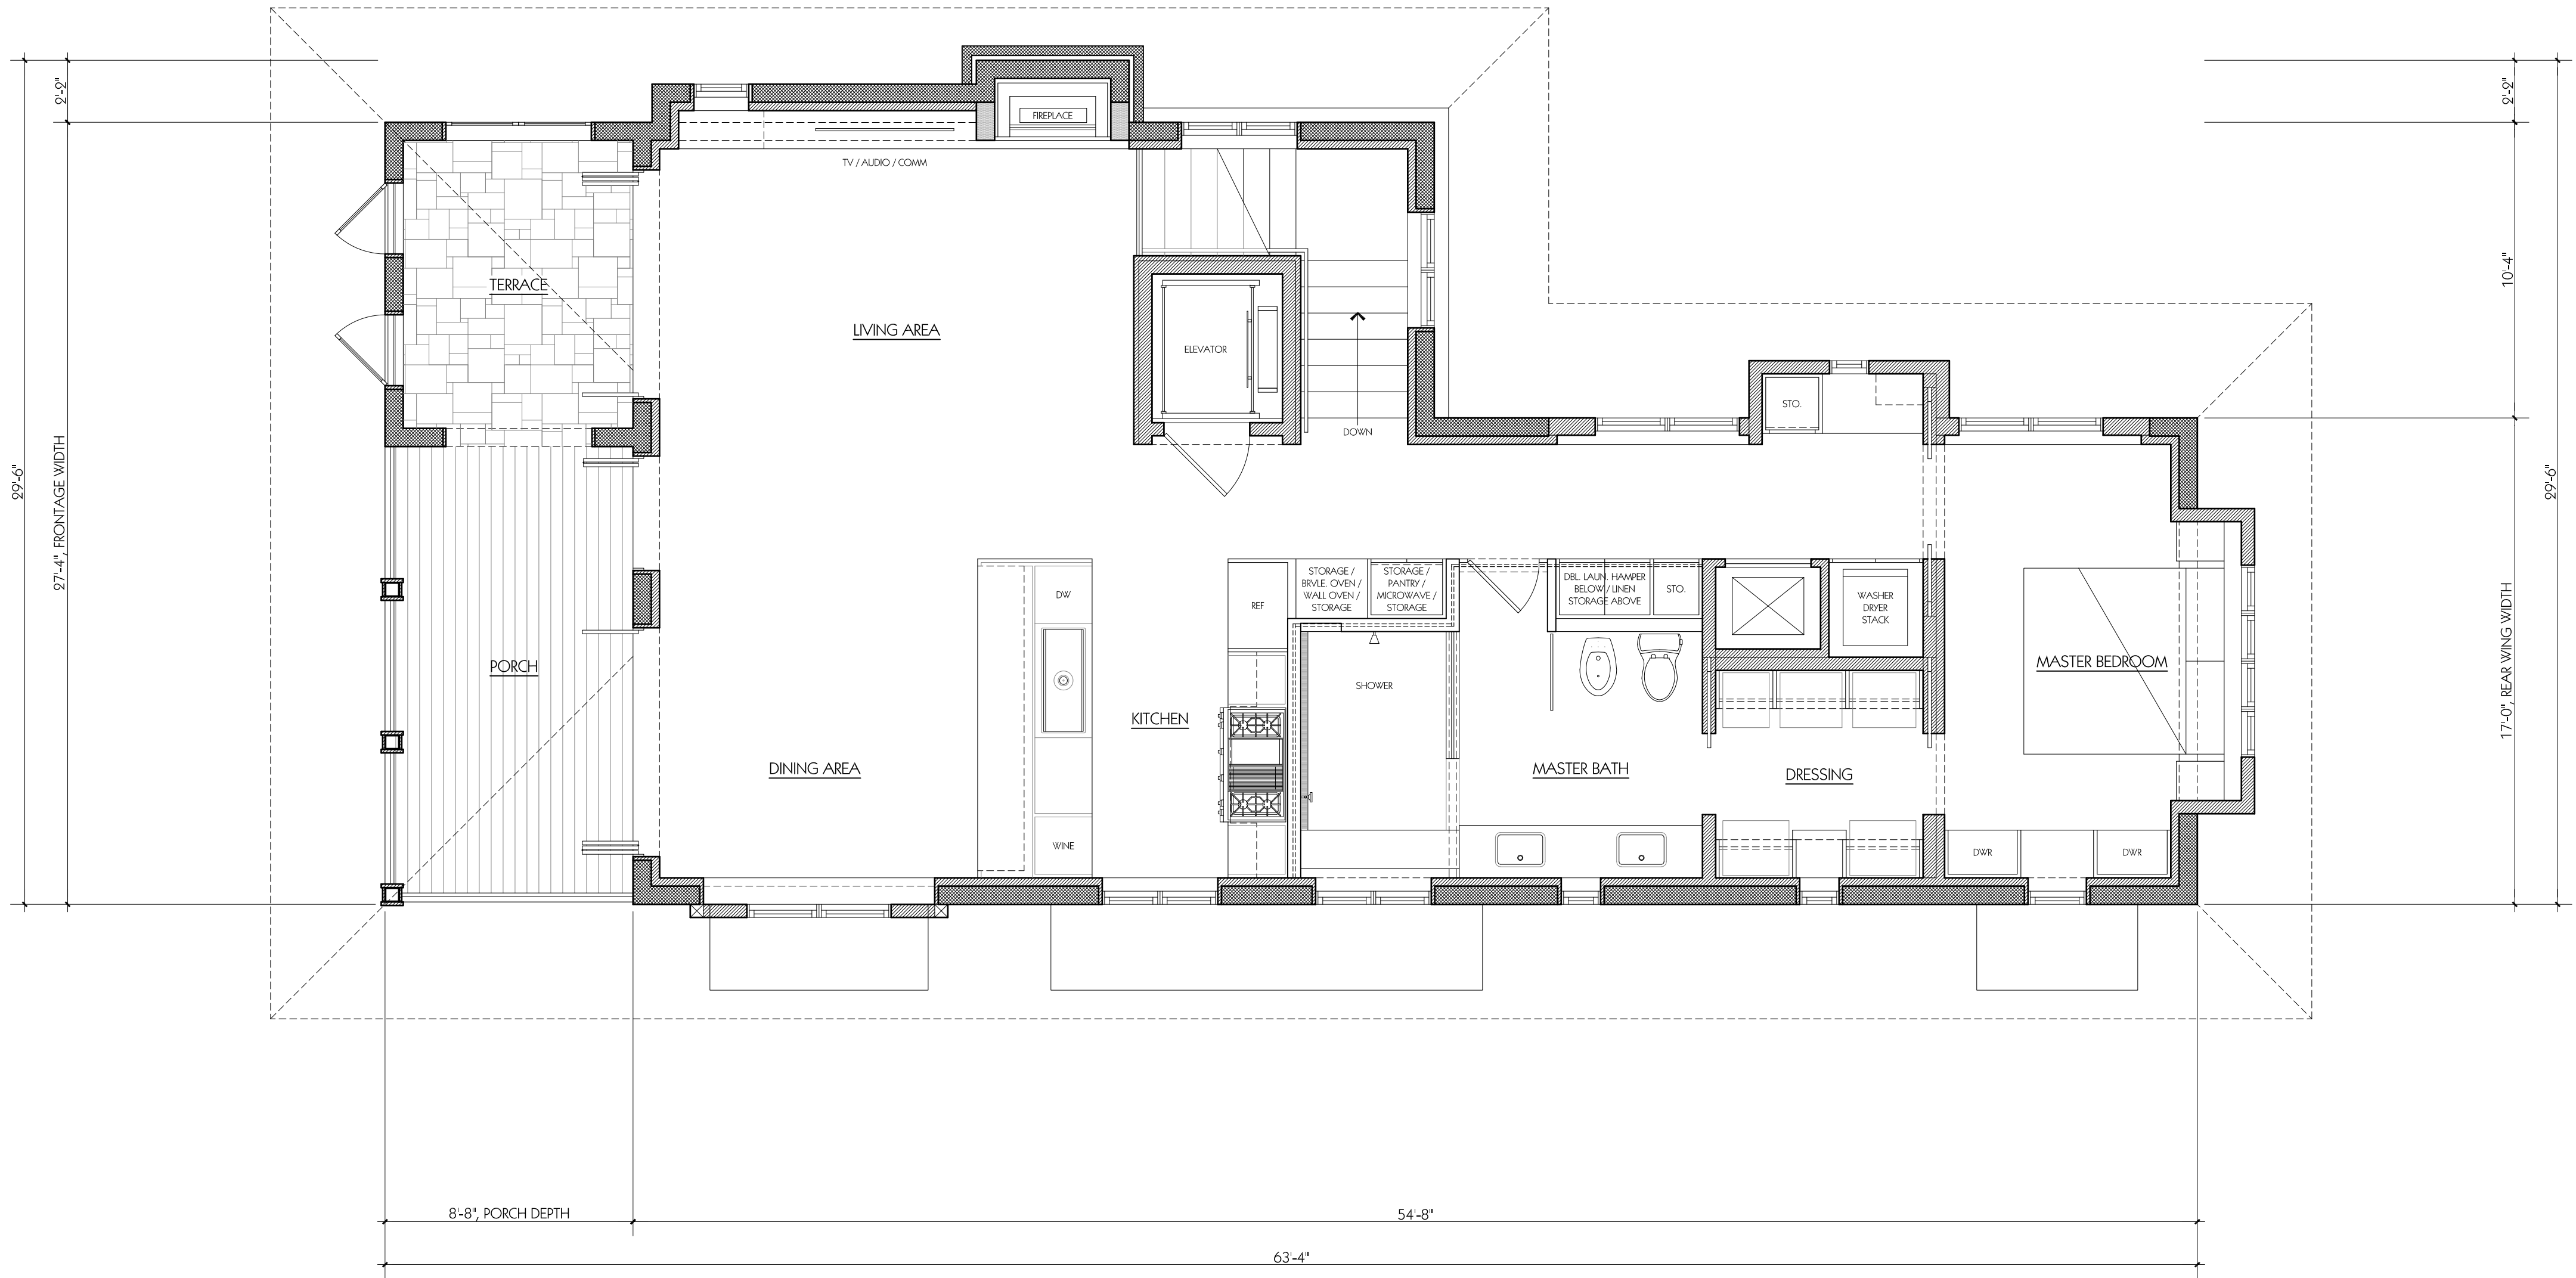 2'-2"
2'-2"
FIREPLACE
TV / AUDIO / COMM
10'-4"
TERRACE
LIVING AREA
ELEVATOR
STO.
DOWN
29'-6"
27'-4", FRONTAGE WIDTH
29'-6"
17'-0", REAR WING WIDTH
DW
REF
STORAGE /
BRVLE. OVEN /
WALL OVEN /
STORAGE
STORAGE /
PANTRY /
MICROWAVE /
STORAGE
DBL. LAUN. HAMPER
BELOW / LINEN
STORAGE ABOVE
STO.
WASHER
DRYER
STACK
PORCH
SHOWER
MASTER BEDROOM
KITCHEN
DINING AREA
MASTER BATH
DRESSING
WINE
DWR
DWR
8'-8", PORCH DEPTH
54'-8"
63'-4"